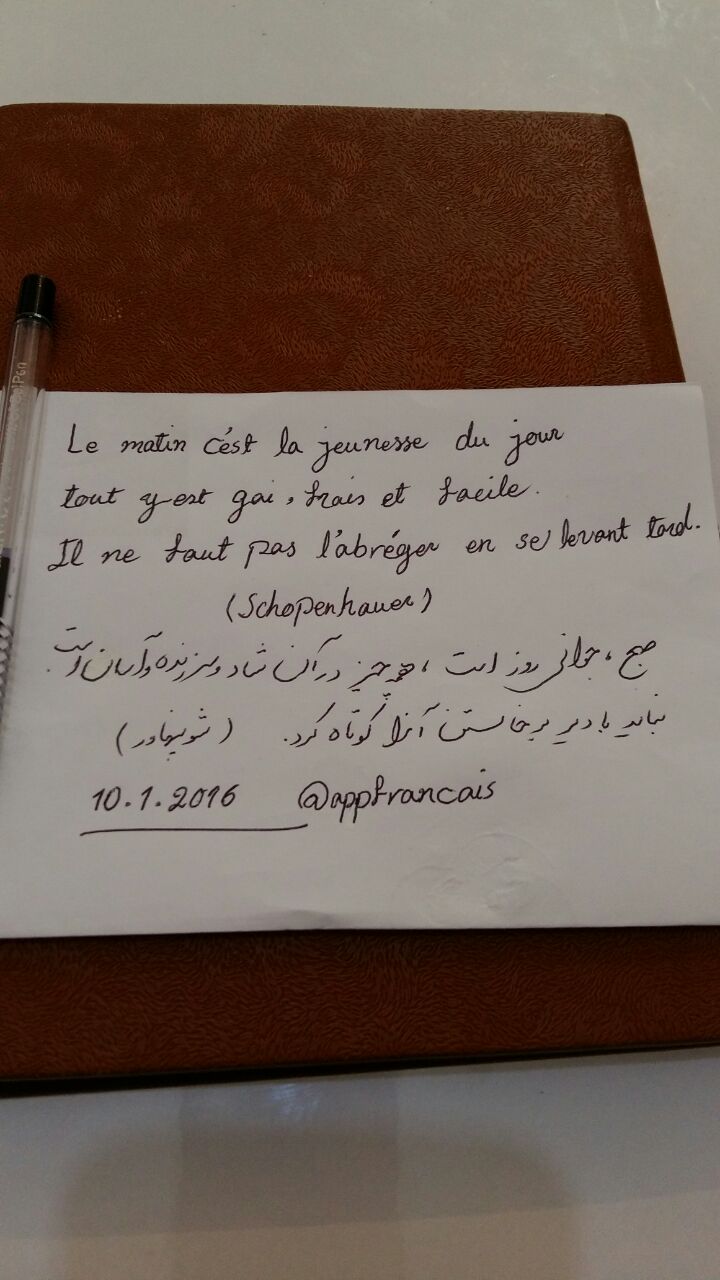 Le matin c'est la jeunesse du jour
tout y est gai, frais et facile.
Il ne faut pas l'abréger en se levant tard.
(Schopenhauer)
صبح، جوانی روز است، همه چیز در آن شاد و سرزنده و آسان است.
نباید با دیر برخاستن آنرا کوتاه کرد. (شوپنهاور)
10.1.2016 @appfrancais